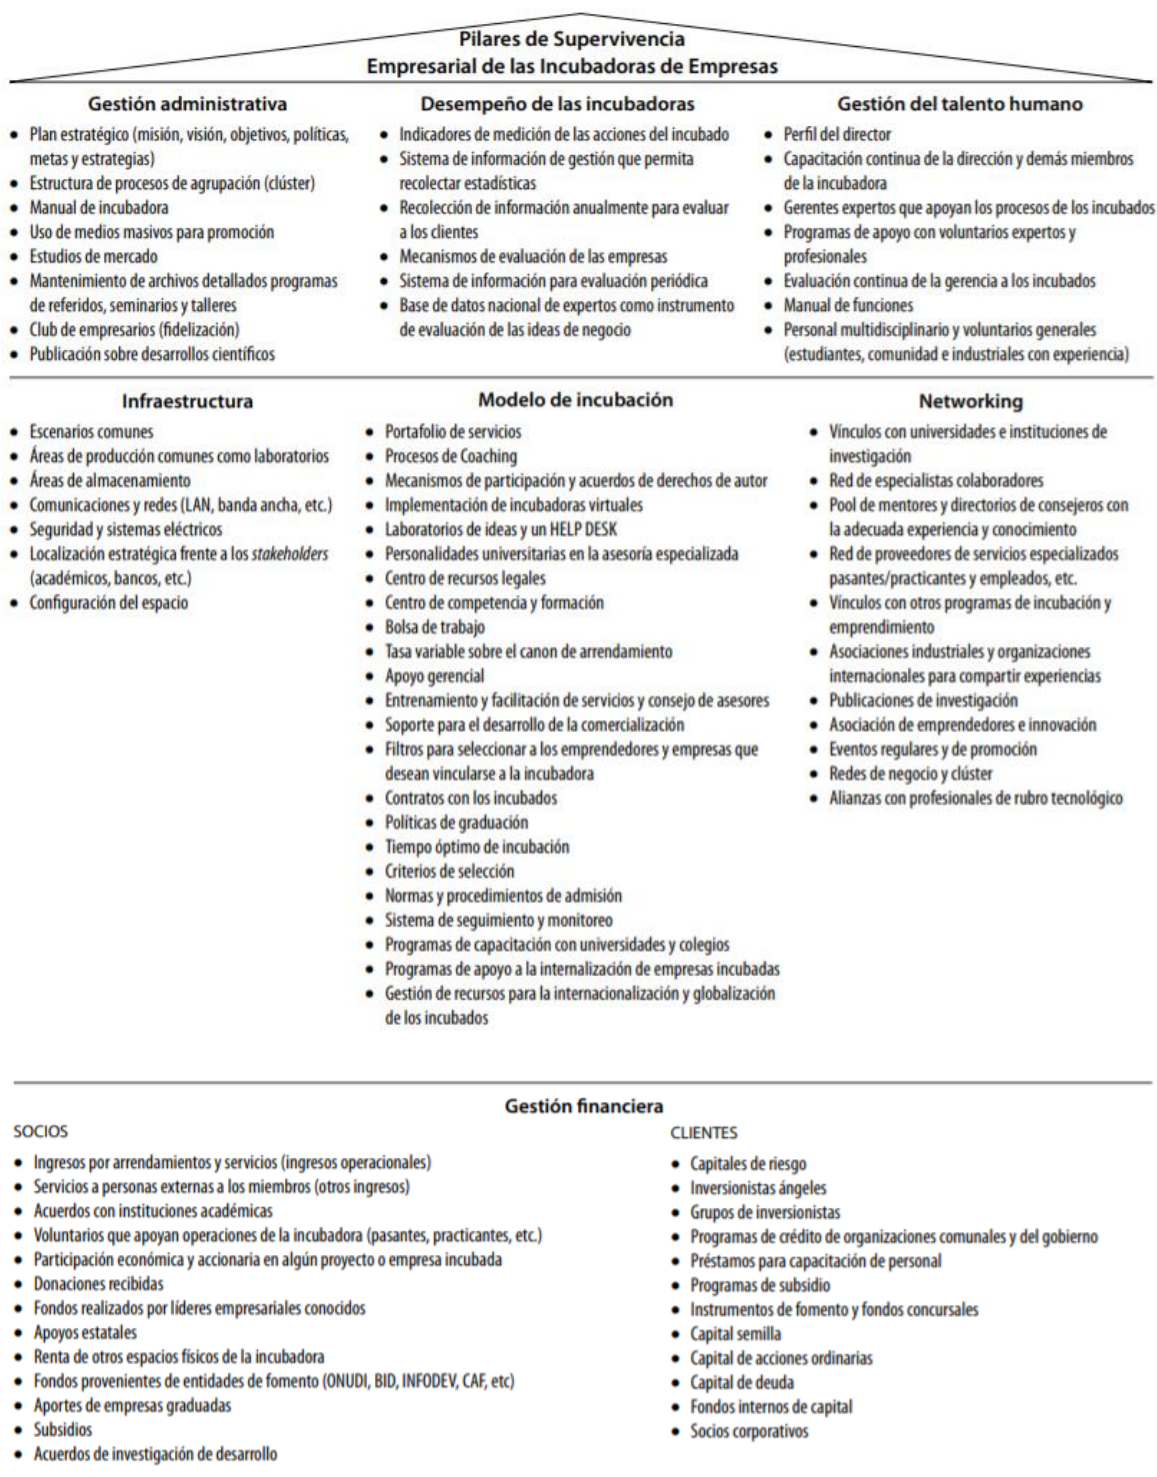 Pilares de Supervivencia
Empresarial de las Incubadoras de Empresas
Gestión administrativa
• Plan estratégico (misión, visión, objetivos, políticas,
metas y estrategias)
• Estructura de procesos de agrupación (clúster)
• Manual de incubadora
• Uso de medios masivos para promoción
• Estudios de mercado
• Mantenimiento de archivos detallados programas
de referidos, seminarios y talleres
• Club de empresarios (fidelización)
• Publicación sobre desarrollos científicos
Desempeño de las incubadoras
• Indicadores de medición de las acciones del incubado
• Sistema de información de gestión que permita
recolectar estadísticas
• Recolección de información anualmente para evaluar
a los clientes
• Mecanismos de evaluación de las empresas
• Sistema de información para evaluación periódica
• Base de datos nacional de expertos como instrumento
de evaluación de las ideas de negocio
Gestión del talento humano
• Perfil del director
• Capacitación continua de la dirección y demás miembros
de la incubadora
• Gerentes expertos que apoyan los procesos de los incubados
• Programas de apoyo con voluntarios expertos y
profesionales
• Evaluación continua de la gerencia a los incubados
• Manual de funciones
• Personal multidisciplinario y voluntarios generales
(estudiantes, comunidad e industriales con experiencia)
Infraestructura
• Escenarios comunes
• Áreas de producción comunes como laboratorios
• Áreas de almacenamiento
• Comunicaciones y redes (LAN, banda ancha, etc.)
• Seguridad y sistemas eléctricos
• Localización estratégica frente a los stakeholders
(académicos, bancos, etc.)
• Configuración del espacio
Modelo de incubación
• Portafolio de servicios
• Procesos de Coaching
• Mecanismos de participación y acuerdos de derechos de autor
• Implementación de incubadoras virtuales
• Laboratorios de ideas y un HELP DESK
• Personalidades universitarias en la asesoría especializada
• Centro de recursos legales
• Centro de competencia y formación
• Bolsa de trabajo
• Tasa variable sobre el canon de arrendamiento
• Apoyo gerencial
• Entrenamiento y facilitación de servicios y consejo de asesores
• Soporte para el desarrollo de la comercialización
• Filtros para seleccionar a los emprendedores y empresas que
desean vincularse a la incubadora
• Contratos con los incubados
• Políticas de graduación
• Tiempo óptimo de incubación
• Criterios de selección
• Normas y procedimientos de admisión
• Sistema de seguimiento y monitoreo
• Programas de capacitación con universidades y colegios
• Programas de apoyo a la internalización de empresas incubadas
• Gestión de recursos para la internacionalización y globalización
de los incubados
Networking
• Vínculos con universidades e instituciones de
investigación
• Red de especialistas colaboradores
• Pool de mentores y directorios de consejeros con
la adecuada experiencia y conocimiento
• Red de proveedores de servicios especializados
pasantes/practicantes y empleados, etc.
• Vínculos con otros programas de incubación y
emprendimiento
• Asociaciones industriales y organizaciones
internacionales para compartir experiencias
• Publicaciones de investigación
• Asociación de emprendedores e innovación
• Eventos regulares y de promoción
• Redes de negocio y clúster
• Alianzas con profesionales de rubro tecnológico
Gestión financiera
SOCIOS
• Ingresos por arrendamientos y servicios (ingresos operacionales)
• Servicios a personas externas a los miembros (otros ingresos)
• Acuerdos con instituciones académicas
• Voluntarios que apoyan operaciones de la incubadora (pasantes, practicantes, etc.)
• Participación económica y accionaria en algún proyecto o empresa incubada
• Donaciones recibidas
• Fondos realizados por líderes empresariales conocidos
• Apoyos estatales
• Renta de otros espacios físicos de la incubadora
• Fondos provenientes de entidades de fomento (ONUDI, BID, INFODEV, CAF, etc)
• Aportes de empresas graduadas
• Subsidios
• Acuerdos de investigación de desarrollo
CLIENTES
• Capitales de riesgo
• Inversionistas ángeles
• Grupos de inversionistas
• Programas de crédito de organizaciones comunales y del gobierno
• Préstamos para capacitación de personal
• Programas de subsidio
• Instrumentos de fomento y fondos concursales
• Capital semilla
• Capital de acciones ordinarias
• Capital de deuda
• Fondos internos de capital
• Socios corporativos